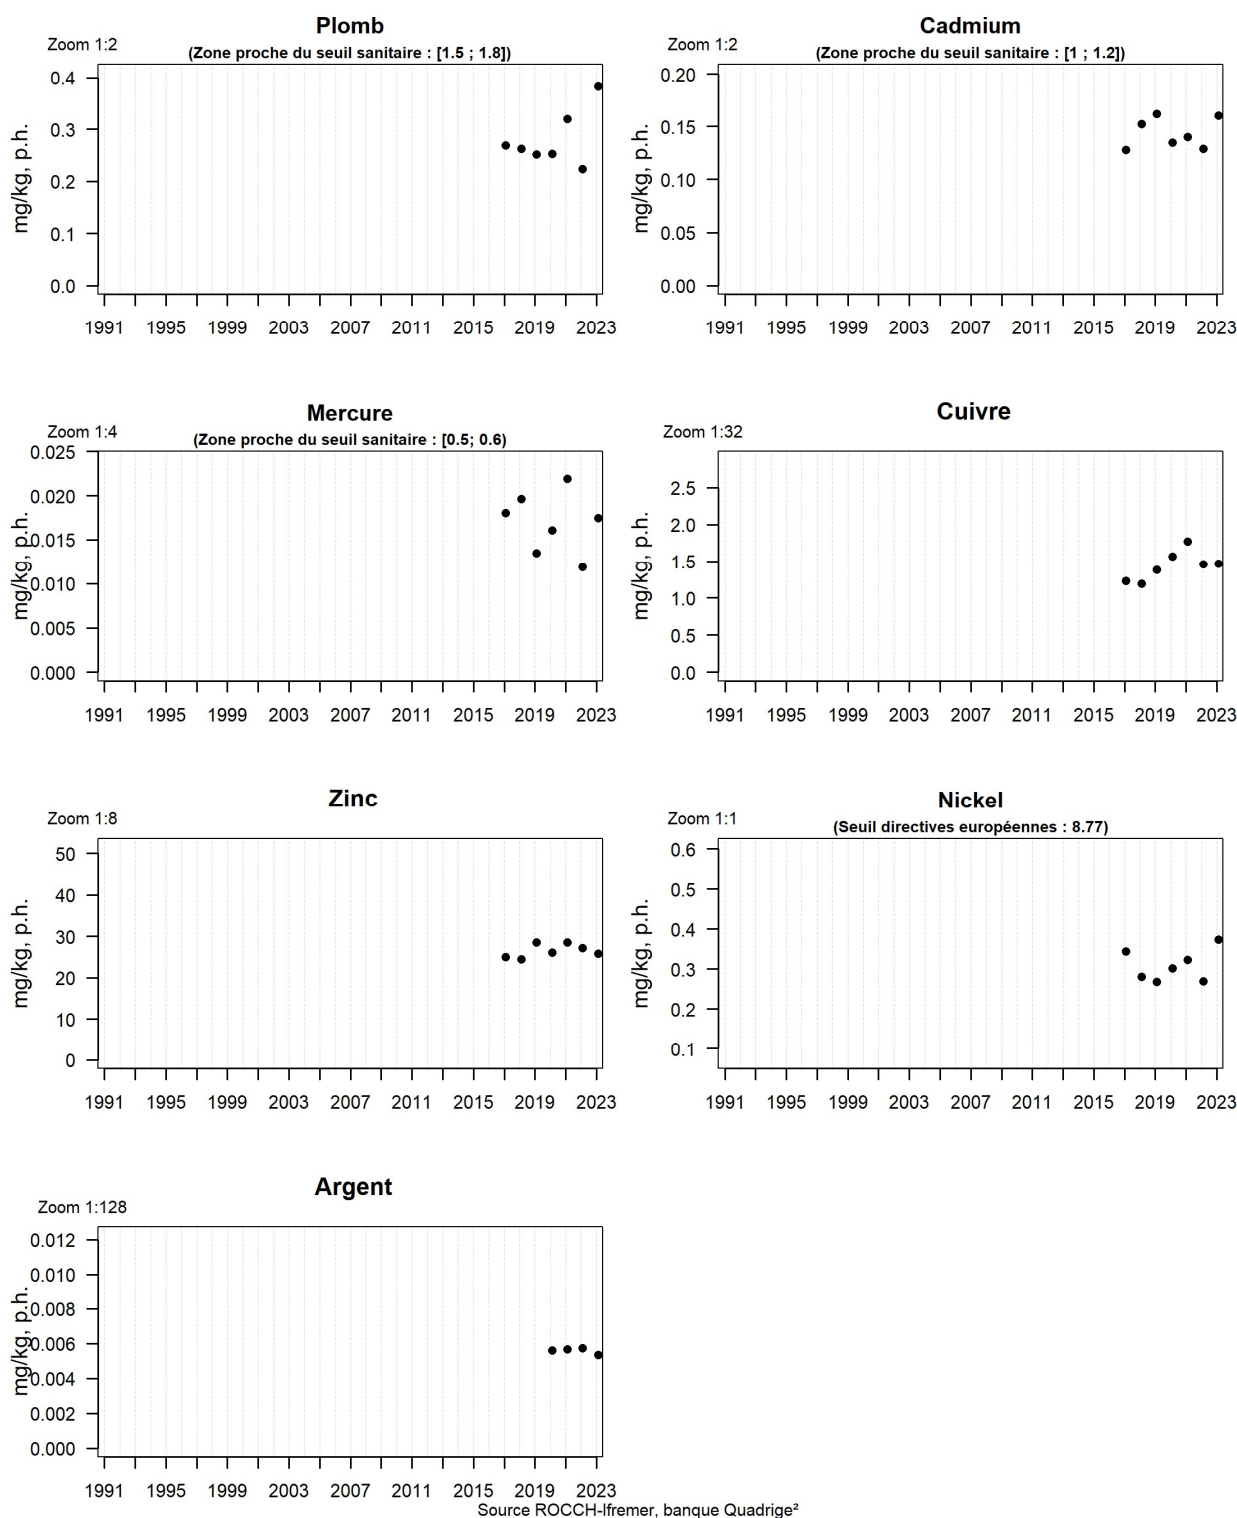 Plomb
Zoom 1:2
(Zone proche du seuil sanitaire : [1.5 ; 1.8])
mg/kg, p.h.
0.4
0.3
0.2
0.1
0.0
1991 1995 1999 2003 2007 2011 2015 2019 2023
Cadmium
Zoom 1:2
(Zone proche du seuil sanitaire : [1 ; 1.2])
mg/kg, p.h.
0.20
0.15
0.10
0.05
0.00
1991 1995 1999 2003 2007 2011 2015 2019 2023
Mercure
Zoom 1:4
(Zone proche du seuil sanitaire : [0.5; 0.6)
mg/kg, p.h.
0.025
0.020
0.015
0.010
0.005
0.000
1991 1995 1999 2003 2007 2011 2015 2019 2023
Cuivre
Zoom 1:32
mg/kg, p.h.
2.5
2.0
1.5
1.0
0.5
0.0
1991 1995 1999 2003 2007 2011 2015 2019 2023
Zinc
Zoom 1:8
mg/kg, p.h.
50
40
30
20
10
0
1991 1995 1999 2003 2007 2011 2015 2019 2023
Nickel
Zoom 1:1
(Seuil directives européennes : 8.77)
mg/kg, p.h.
0.6
0.5
0.4
0.3
0.2
0.1
1991 1995 1999 2003 2007 2011 2015 2019 2023
Argent
Zoom 1:128
mg/kg, p.h.
0.012
0.010
0.008
0.006
0.004
0.002
0.000
1991 1995 1999 2003 2007 2011 2015 2019 2023
Source ROCCH-Ifremer, banque Quadrige²